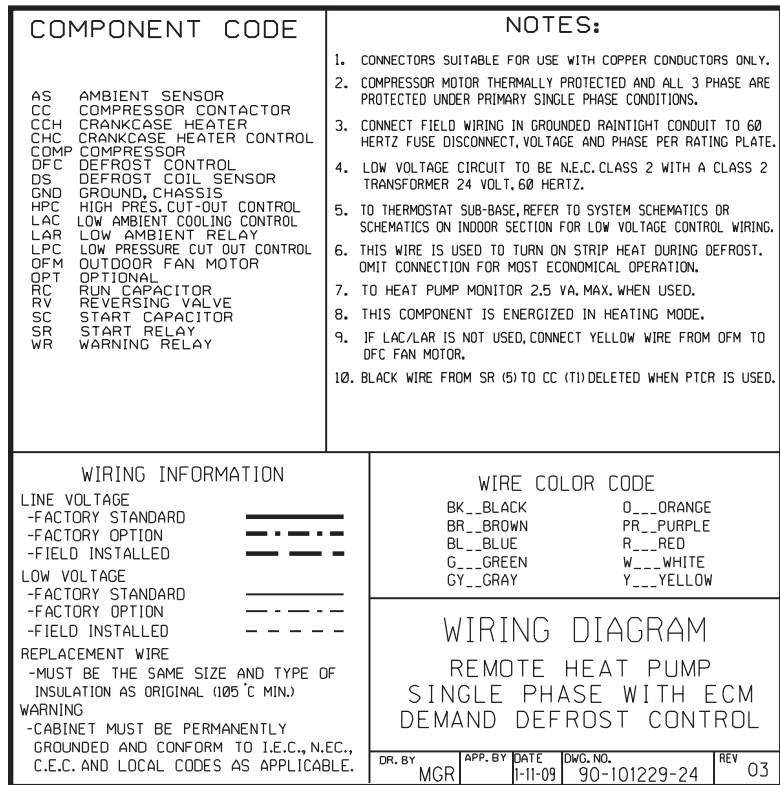 COMPONENT CODE
AS AMBIENT SENSOR
CC COMPRESSOR CONTACTOR
CCH CRANKCASE HEATER
CHC CRANKCASE HEATER CONTROL
COMP COMPRESSOR
DFC DEFROST CONTROL
DS DEFROST COIL SENSOR
GND GROUND, CHASSIS
HPC HIGH PRES. CUT-OUT CONTROL
LAC LOW AMBIENT COOLING CONTROL
LAR LOW AMBIENT RELAY
LPC LOW PRESSURE CUT OUT CONTROL
OFM OUTDOOR FAN MOTOR
OPT OPTIONAL
RC RUN CAPACITOR
RV REVERSING VALVE
SC START CAPACITOR
SR START RELAY
WR WARNING RELAY
NOTES:
1. CONNECTORS SUITABLE FOR USE WITH COPPER CONDUCTORS ONLY.
2. COMPRESSOR MOTOR THERMALLY PROTECTED AND ALL 3 PHASE ARE
PROTECTED UNDER PRIMARY SINGLE PHASE CONDITIONS.
3. CONNECT FIELD WIRING IN GROUNDED RAINTIGHT CONDUIT TO 60
HERTZ FUSE DISCONNECT, VOLTAGE AND PHASE PER RATING PLATE.
4. LOW VOLTAGE CIRCUIT TO BE N.E.C. CLASS 2 WITH A CLASS 2
TRANSFORMER 24 VOLT, 60 HERTZ.
5. TO THERMOSTAT SUB-BASE, REFER TO SYSTEM SCHEMATICS OR
SCHEMATICS ON INDOOR SECTION FOR LOW VOLTAGE CONTROL WIRING.
6. THIS WIRE IS USED TO TURN ON STRIP HEAT DURING DEFROST.
OMIT CONNECTION FOR MOST ECONOMICAL OPERATION.
7. TO HEAT PUMP MONITOR 2.5 VA. MAX. WHEN USED.
8. THIS COMPONENT IS ENERGIZED IN HEATING MODE.
9. IF LAC/LAR IS NOT USED, CONNECT YELLOW WIRE FROM OFM TO
DFC FAN MOTOR.
10. BLACK WIRE FROM SR (5) TO CC (T1) DELETED WHEN PTCR IS USED.
WIRING INFORMATION
LINE VOLTAGE
-FACTORY STANDARD
-FACTORY OPTION
-FIELD INSTALLED
LOW VOLTAGE
-FACTORY STANDARD
-FACTORY OPTION
-FIELD INSTALLED
REPLACEMENT WIRE
-MUST BE THE SAME SIZE AND TYPE OF
INSULATION AS ORIGINAL (105 °C MIN.)
WARNING
-CABINET MUST BE PERMANENTLY
GROUNDED AND CONFORM TO I.E.C., N.EC.,
C.E.C. AND LOCAL CODES AS APPLICABLE.
WIRE COLOR CODE
BK__BLACK O___ORANGE
BR__BROWN PR__PURPLE
BL__BLUE R___RED
G___GREEN W___WHITE
GY__GRAY Y___YELLOW
WIRING DIAGRAM
REMOTE HEAT PUMP
SINGLE PHASE WITH ECM
DEMAND DEFROST CONTROL
DR. BY MGR APP. BY DATE 1-11-09 DWG. NO. 90-101229-24 REV 03